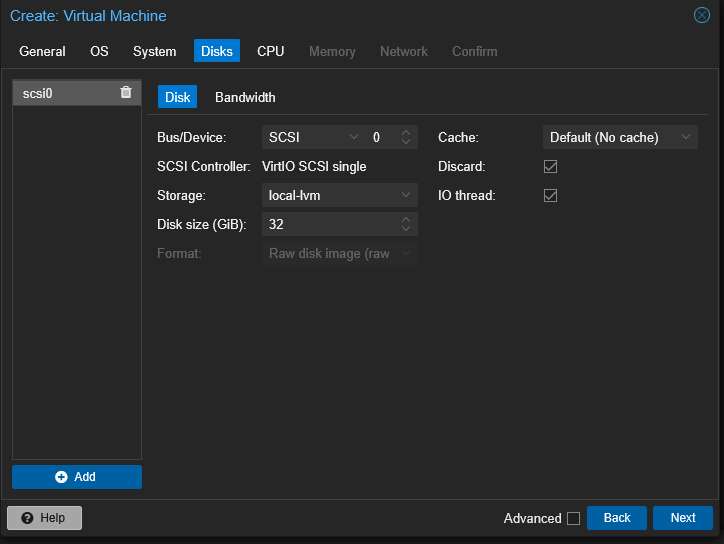 Create: Virtual Machine
General OS System Disks CPU Memory Network Confirm
scsi0
Disk Bandwidth
Bus/Device: SCSI 0 Cache: Default (No cache)
SCSI Controller: VirtIO SCSI single Discard:
Storage: local-lvm IO thread:
Disk size (GiB): 32
Format: Raw disk image (raw
Add
Help Advanced Back Next